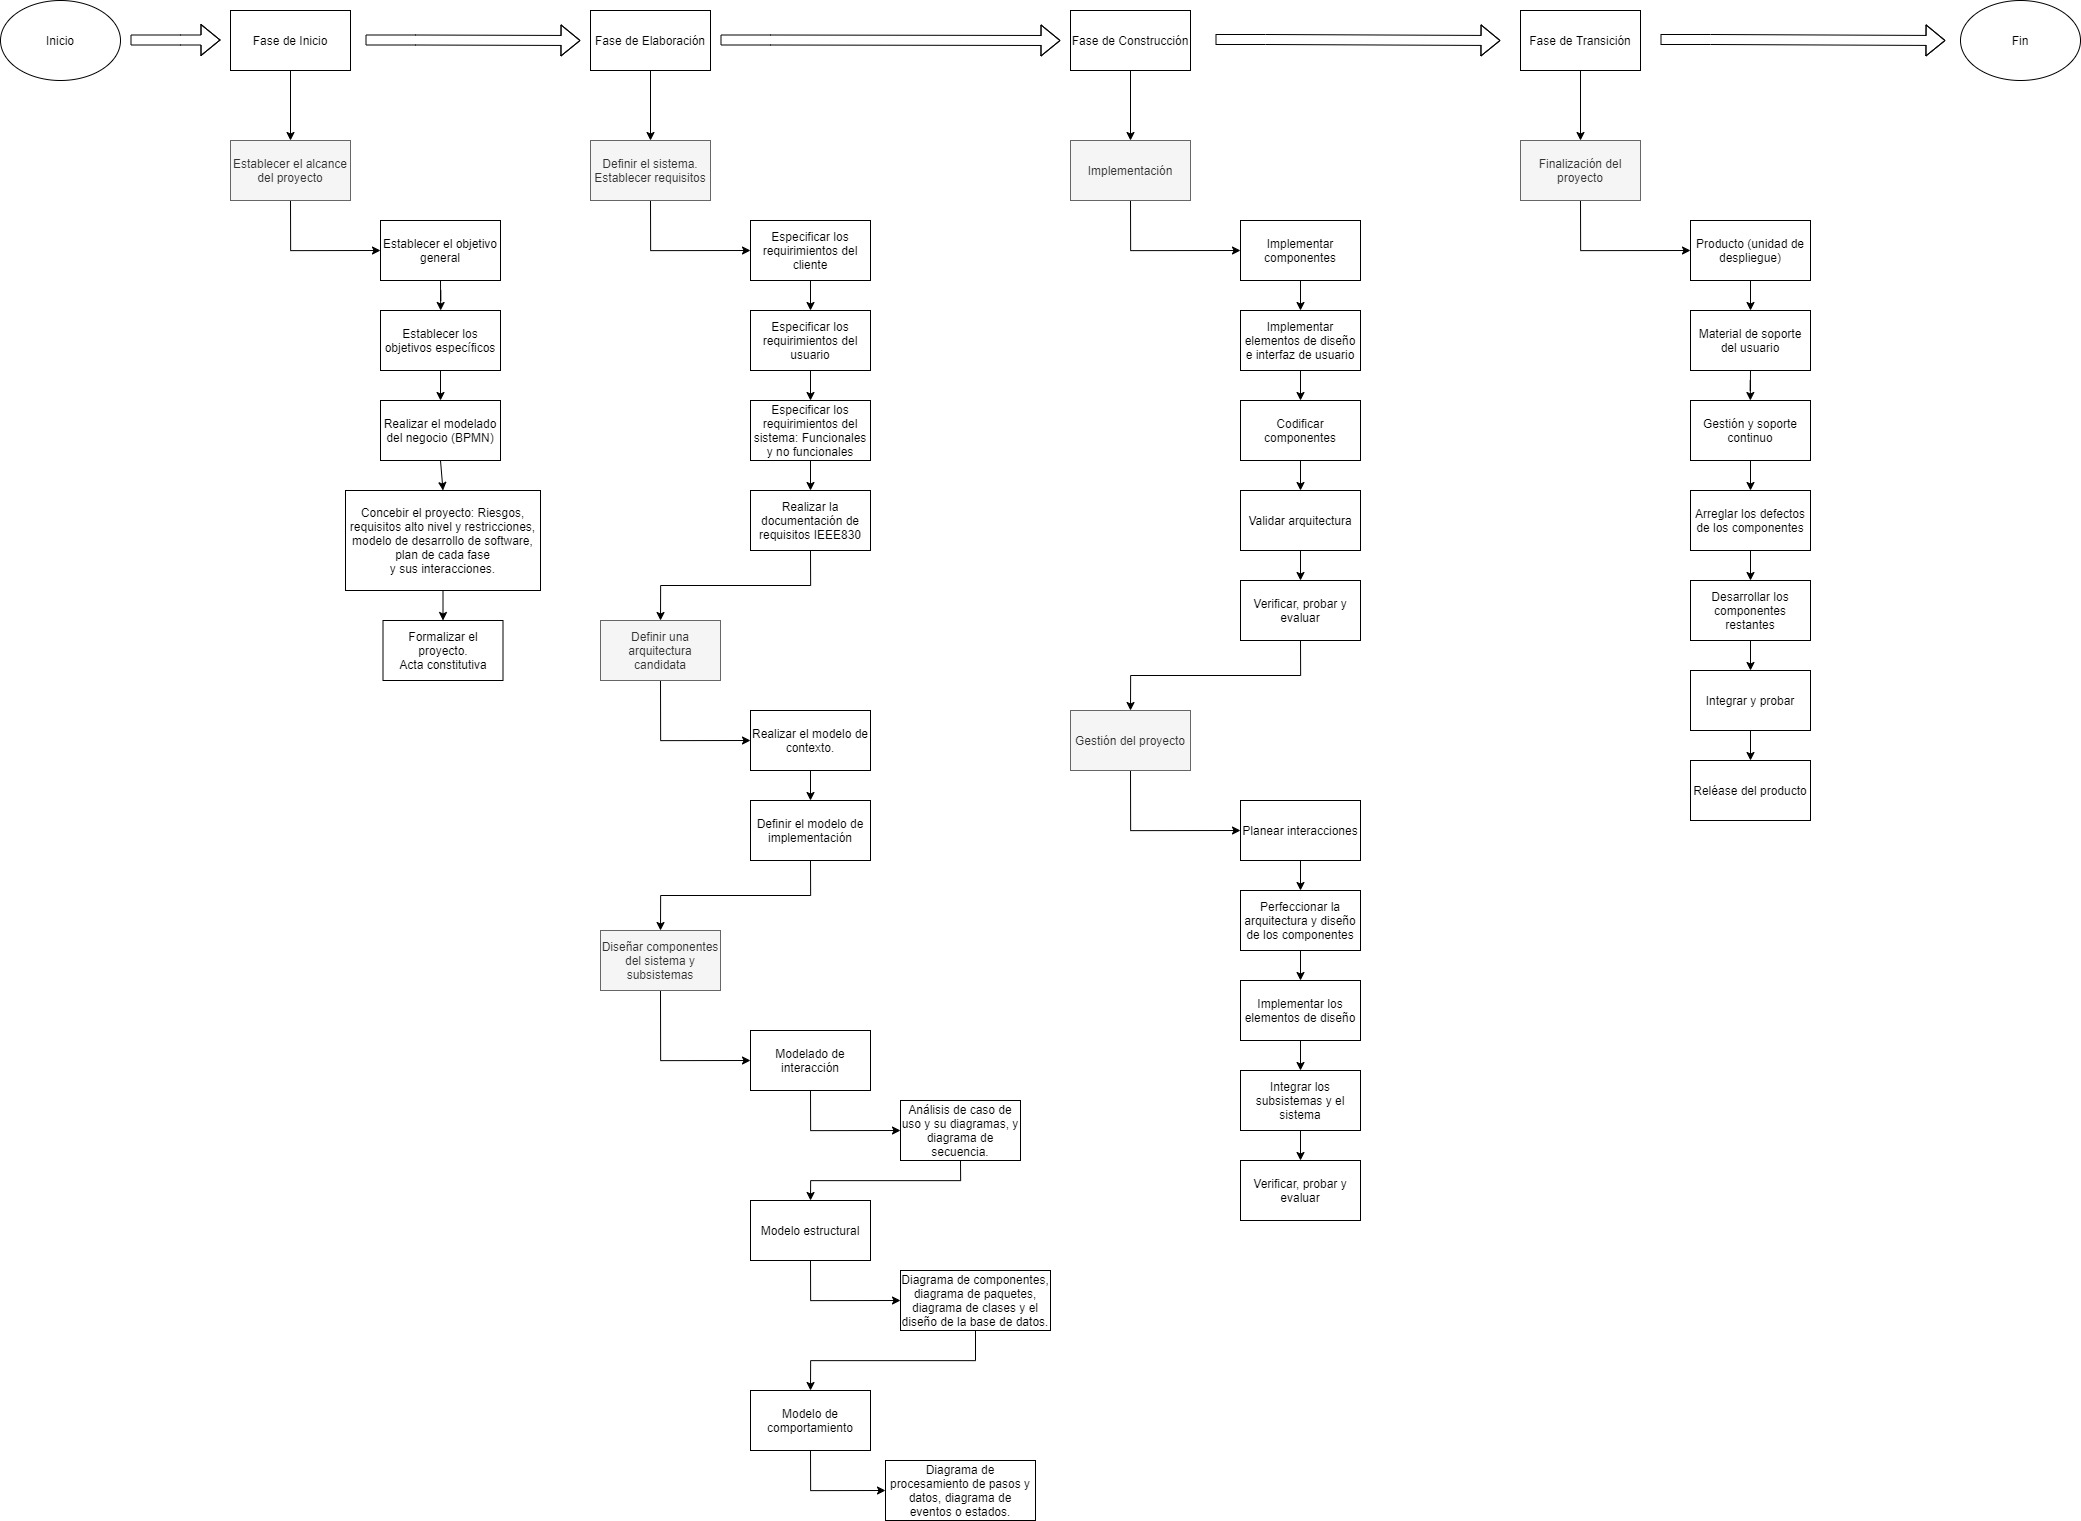 Inicio
Fase de Inicio
Fase de Elaboración
Fase de Construcción
Fase de Transición
Fin
Establecer el alcance
del proyecto
Establecer el objetivo
general
Establecer los
objetivos específicos
Realizar el modelado
del negocio (BPMN)
Concebir el proyecto: Riesgos,
requisitos alto nivel y restricciones,
modelo de desarrollo de software,
plan de cada fase
y sus interacciones.
Formalizar el
proyecto.
Acta constitutiva
Definir el sistema.
Establecer requisitos
Especificar los
requirimientos del
cliente
Especificar los
requirimientos del
usuario
Especificar los
requirimientos del
sistema: Funcionales
y no funcionales
Realizar la
documentación de
requisitos IEEE830
Definir una
arquitectura
candidata
Realizar el modelo de
contexto.
Definir el modelo de
implementación
Diseñar componentes
del sistema y
subsistemas
Modelado de
interacción
Análisis de caso de
uso y su diagramas, y
diagrama de
secuencia.
Modelo estructural
Diagrama de componentes,
diagrama de paquetes,
diagrama de clases y el
diseño de la base de datos.
Modelo de
comportamiento
Diagrama de
procesamiento de pasos y
datos, diagrama de
eventos o estados.
Implementación
Implementar
componentes
Implementar
elementos de diseño
e interfaz de usuario
Codificar
componentes
Validar arquitectura
Verificar, probar y
evaluar
Gestión del proyecto
Planear interacciones
Perfeccionar la
arquitectura y diseño
de los componentes
Implementar los
elementos de diseño
Integrar los
subsistemas y el
sistema
Verificar, probar y
evaluar
Finalización del
proyecto
Producto (unidad de
despliegue)
Material de soporte
del usuario
Gestión y soporte
continuo
Arreglar los defectos
de los componentes
Desarrollar los
componentes
restantes
Integrar y probar
Reléase del producto